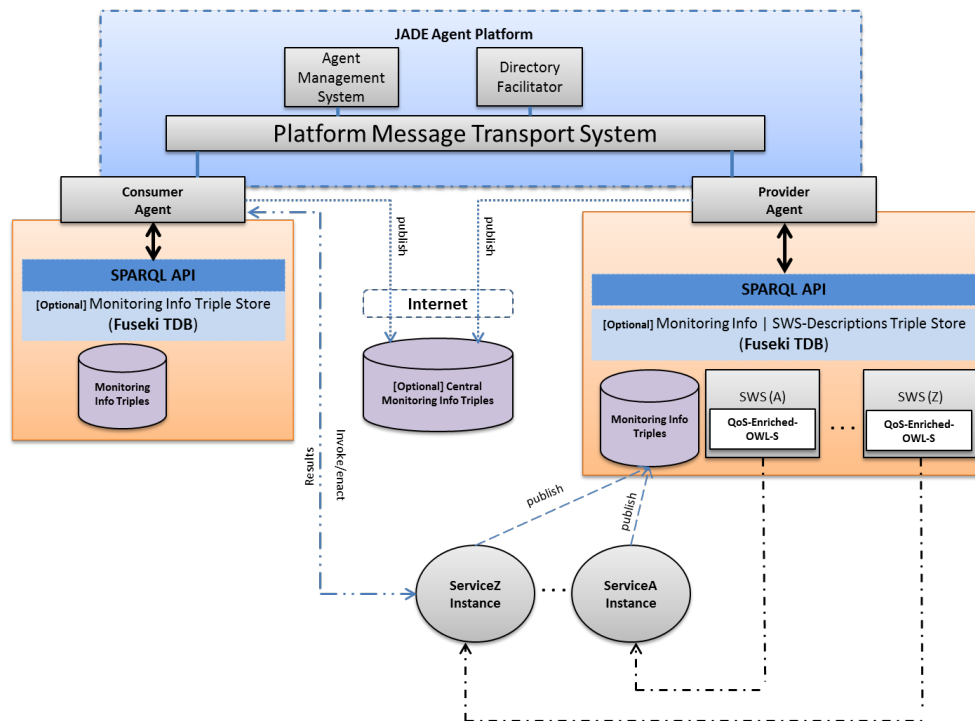 JADE Agent Platform
Agent
Management
System
Directory
Facilitator
Platform Message Transport System
Consumer
Agent
Provider
Agent
publish
publish
SPARQL API
[Optional] Monitoring Info Triple Store
(Fuseki TDB)
Monitoring
Info Triples
Internet
[Optional] Central
Monitoring Info Triples
SPARQL API
[Optional] Monitoring Info | SWS-Descriptions Triple Store
(Fuseki TDB)
Monitoring Info
Triples
SWS (A)
QoS-Enriched-
OWL-S
...
SWS (Z)
QoS-Enriched-
OWL-S
Results
Invoke/enact
publish
publish
ServiceZ
Instance
...
ServiceA
Instance